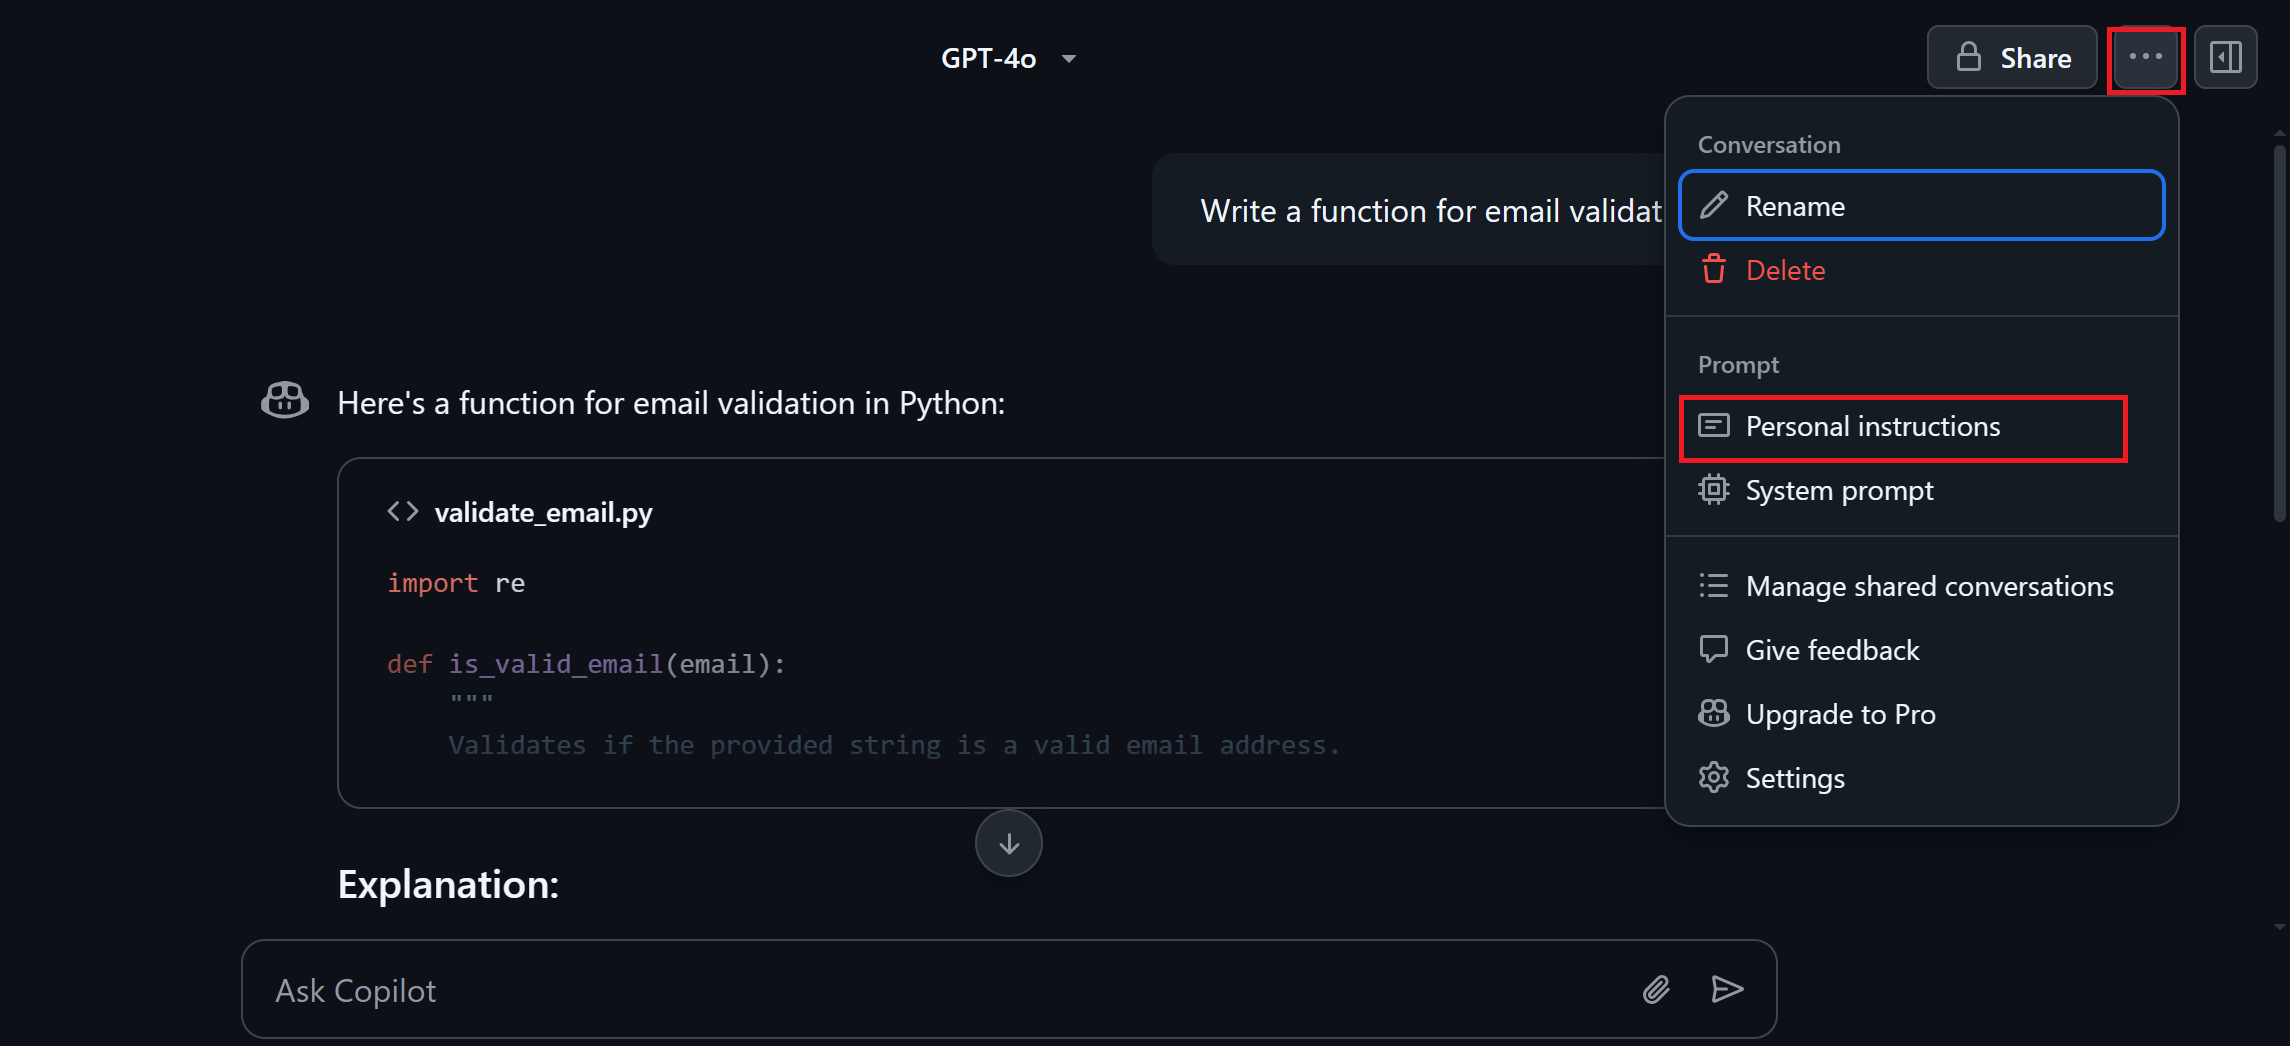 GPT-4o
Share
Write a function for email validat
Conversation
Rename
Delete
Prompt
Personal instructions
System prompt
Manage shared conversations
Give feedback
Upgrade to Pro
Settings
Here's a function for email validation in Python:
<> validate_email.py
import re
def is_valid_email(email):
"""
Validates if the provided string is a valid email address.
Explanation:
Ask Copilot